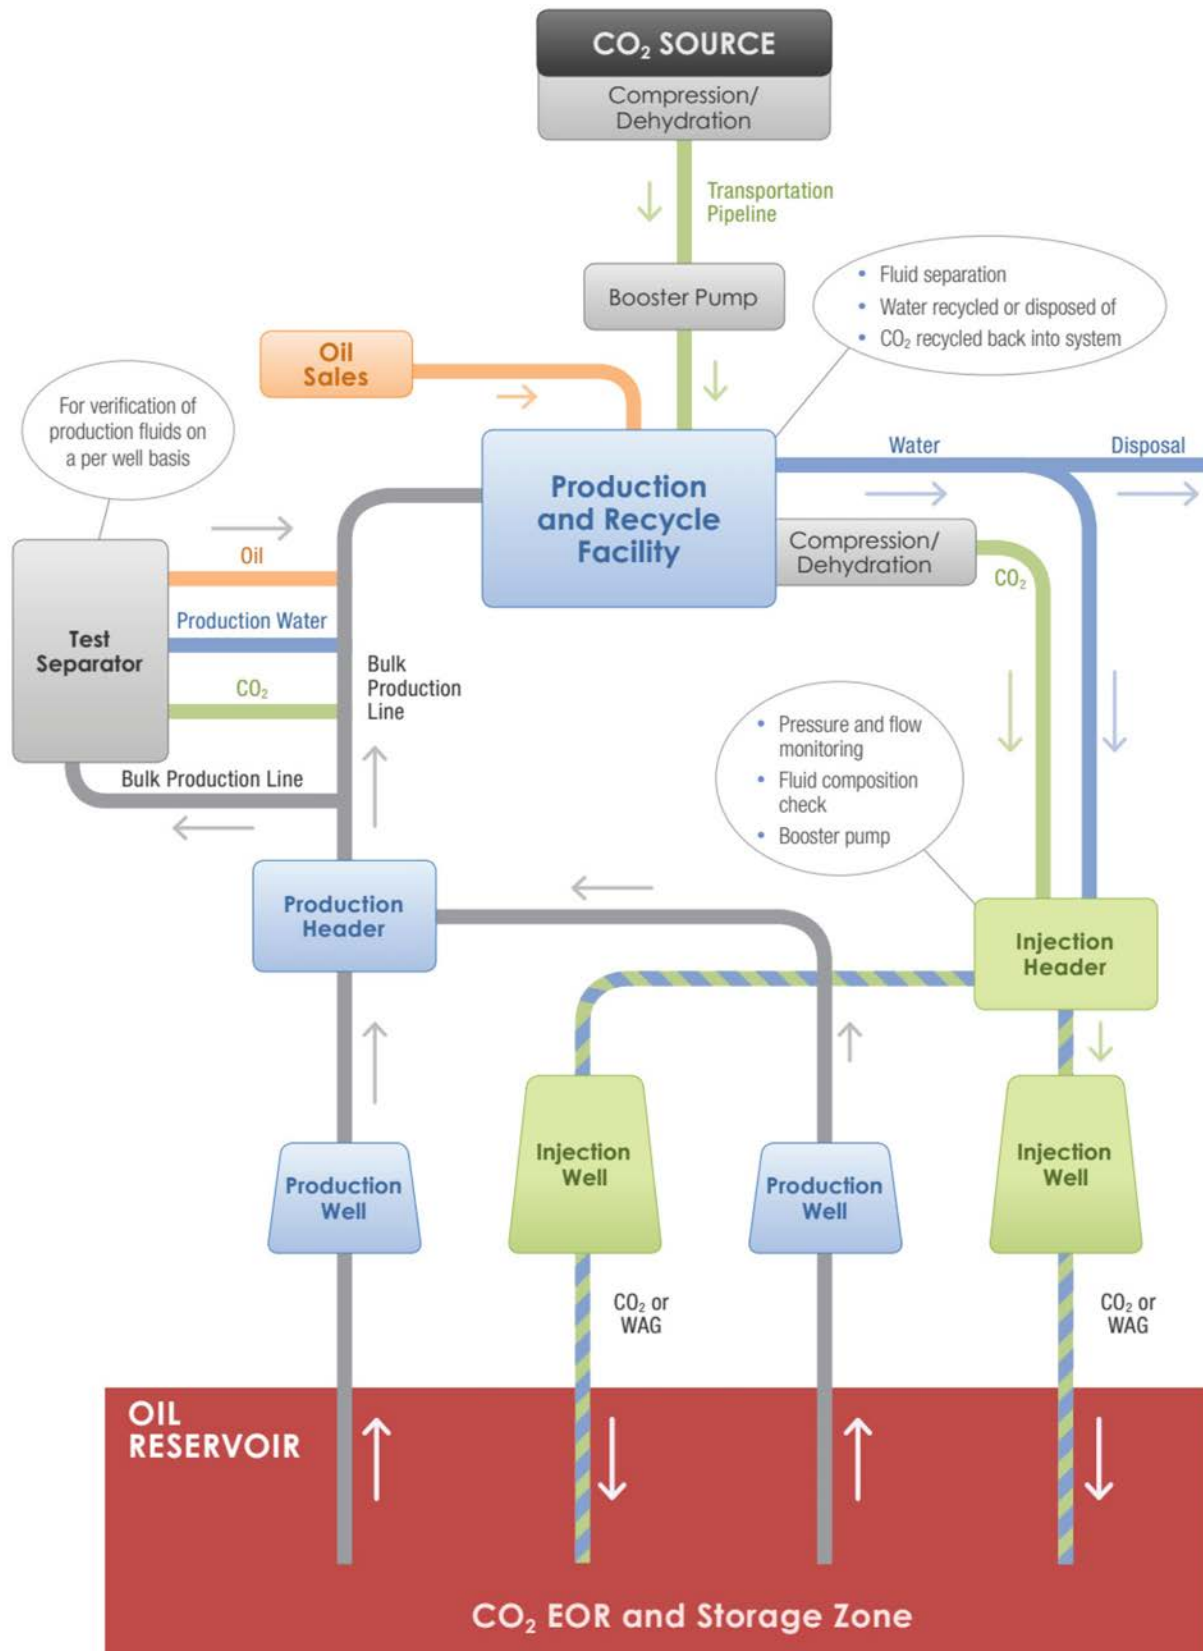 CO₂ SOURCE
Compression/
Dehydration
Transportation
Pipeline
Booster Pump
• Fluid separation
• Water recycled or disposed of
• CO₂ recycled back into system
Oil
Sales
For verification of
production fluids on
a per well basis
Production
and Recycle
Facility
Water
Disposal
Compression/
Dehydration
CO₂
Oil
Production Water
CO₂
Test
Separator
Bulk
Production
Line
Bulk Production Line
• Pressure and flow
monitoring
• Fluid composition
check
• Booster pump
Production
Header
Injection
Header
Production
Well
Injection
Well
Production
Well
Injection
Well
CO₂ or
WAG
CO₂ or
WAG
OIL
RESERVOIR
CO₂ EOR and Storage Zone